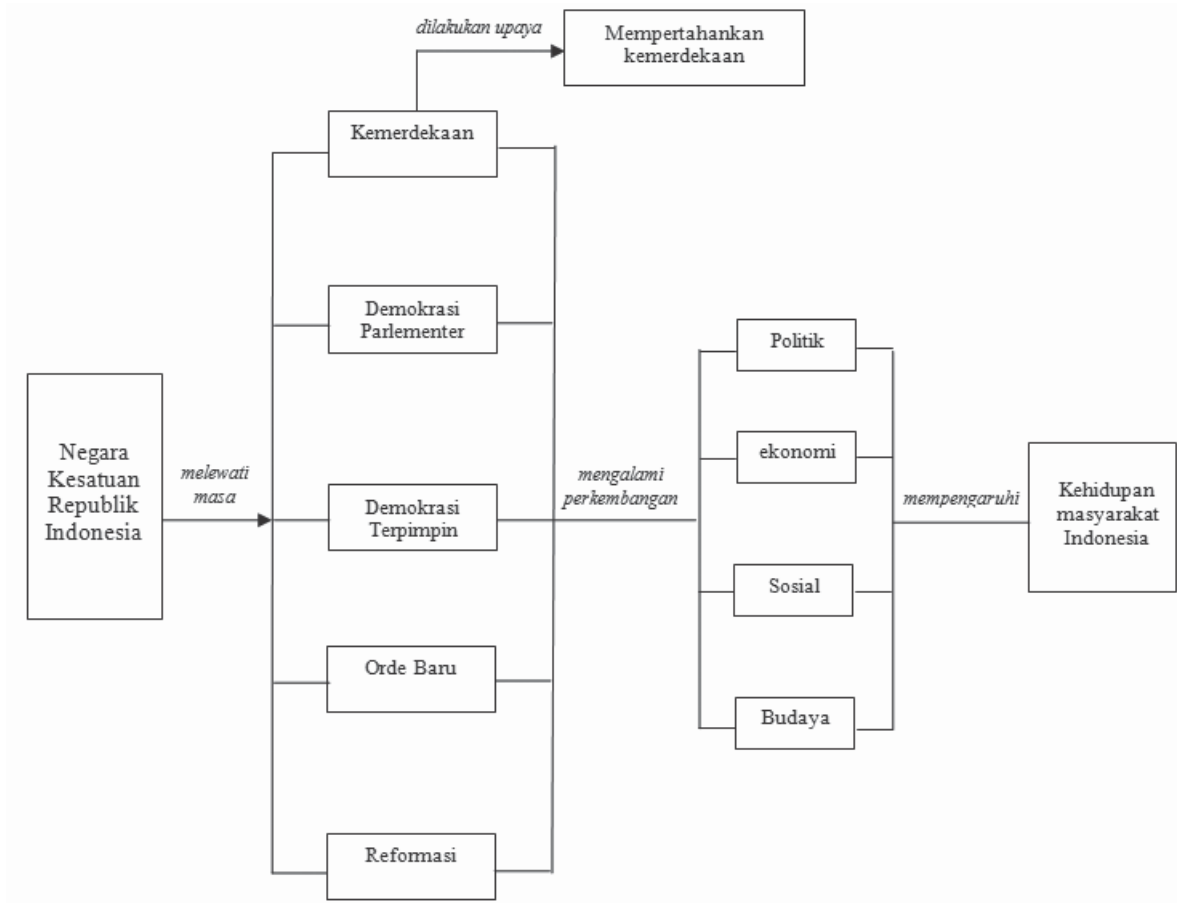 dilakukan upaya
Mempertahankan
kemerdekaan
Kemerdekaan
Demokrasi
Parlementer
Negara
Kesatuan
Republik
Indonesia
melewati
masa
Demokrasi
Terpimpin
Orde Baru
Reformasi
mengalami
perkembangan
Politik
ekonomi
Sosial
Budaya
mempengaruhi
Kehidupan
masyarakat
Indonesia